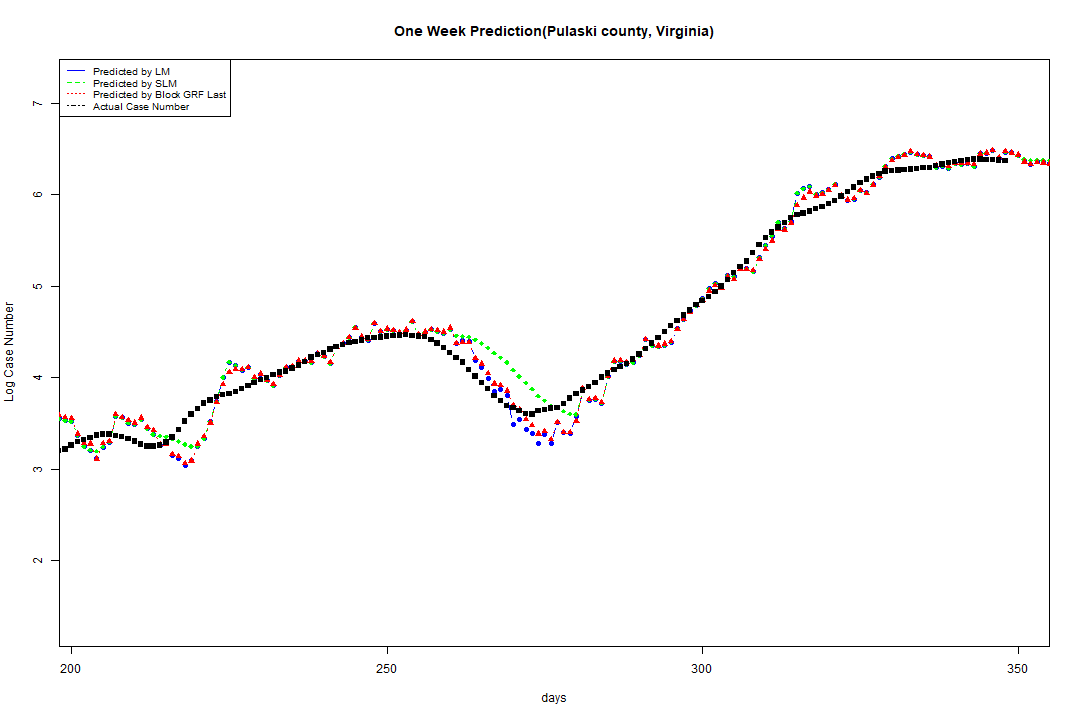 One Week Prediction(Pulaski county, Virginia)
Predicted by LM
Predicted by SLM
Predicted by Block GRF Last
Actual Case Number
7
6
5
4
3
2
Log Case Number
200 250 300 350
days